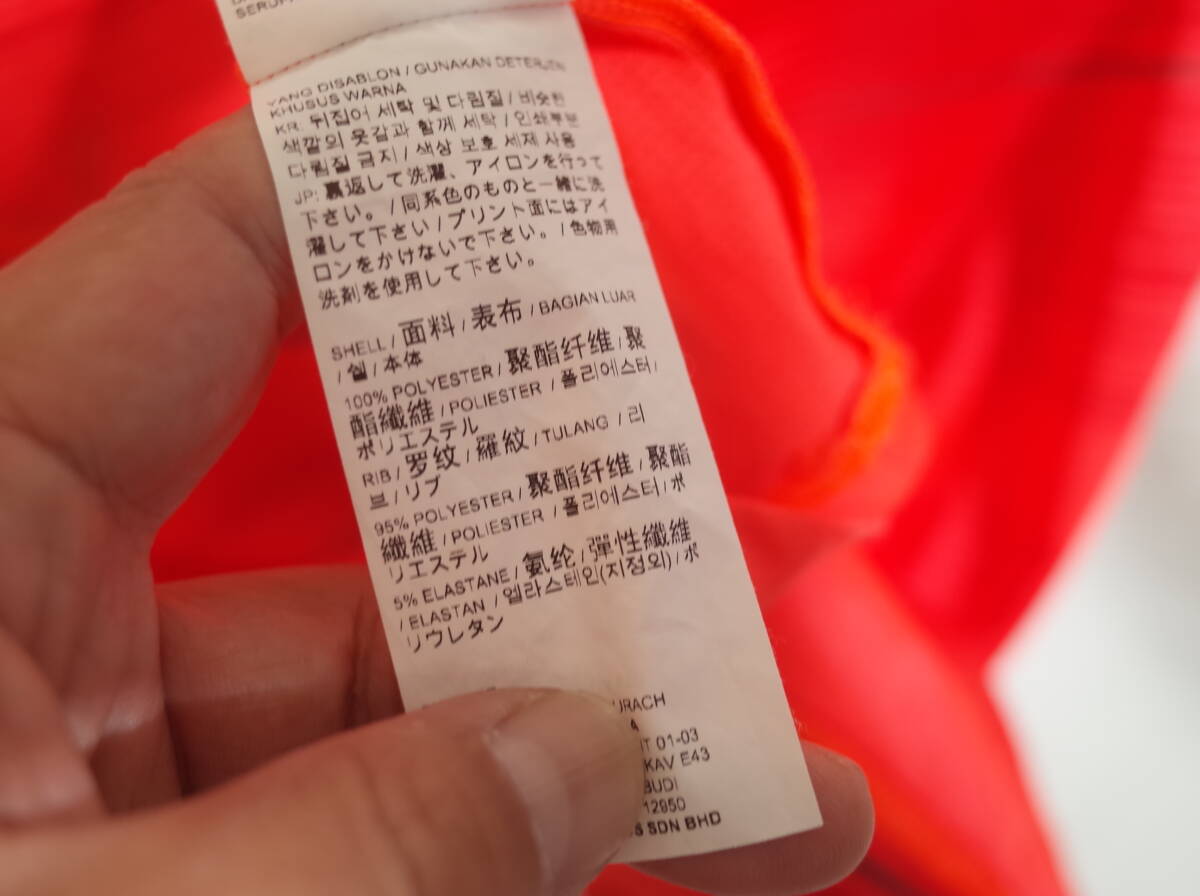 SERUPA
YANG DISABLON / GUNAKAN DETERJEN
KHUSUS WARNA
KR: 뒤집어 세탁 및 다림질 / 비슷한
색깔의 옷감과 함께 세탁 / 인쇄부분
다림질 금지 / 색상 보호 세제 사용
JP: 裏返して洗濯、アイロンを行って
下さい。 / 同系色のものと一緒に洗
濯して下さい / プリント面にはアイ
ロンをかけないで下さい。 / 色物用
洗剤を使用して下さい。
SHELL / 面料 / 表布 / BAGIAN LUAR
/ 쉘 / 本体
100% POLYESTER / 聚酯纤维 / 聚
酯纖維 / POLIESTER / 폴리에스터 /
ポリエステル
RIB / 罗纹 / 羅紋 / TULANG / 리
브 / リブ
95% POLYESTER / 聚酯纤维 / 聚酯
纖維 / POLIESTER / 폴리에스터 / ポ
リエステル
5% ELASTANE / 氨纶 / 彈性纖維
/ ELASTAN / 엘라스테인(지정외) / ポ
リウレタン
URACH
A
IT 01-03
KAV E43
BUDI
12950
SDN BHD